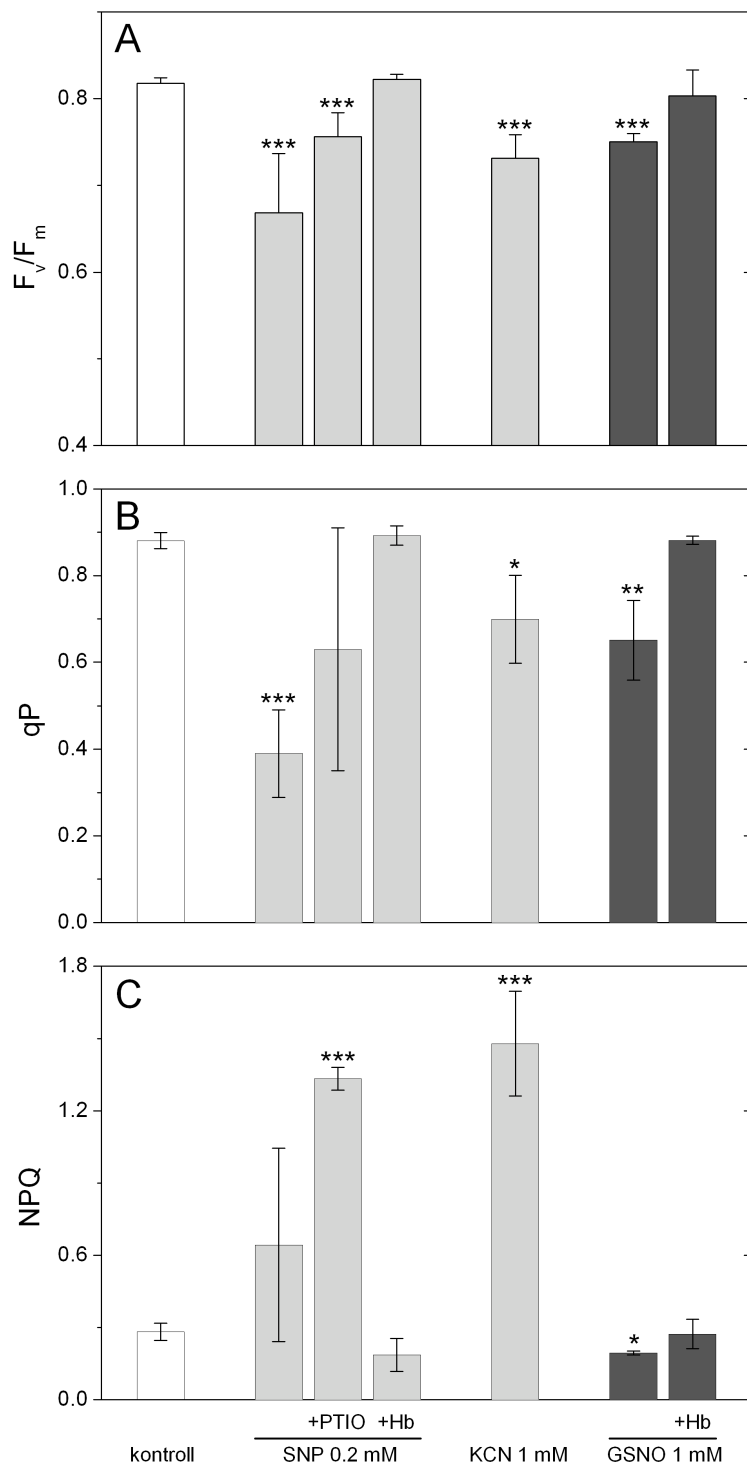 A
0.8
***
***
***
***
0.6
Fv/Fm
0.4
B
1.0
0.8
*
**
0.6
***
qP
0.4
0.2
0.0
C
1.8
***
***
1.2
NPQ
0.6
*
0.0
+PTIO +Hb +Hb
kontroll SNP 0.2 mM KCN 1 mM GSNO 1 mM